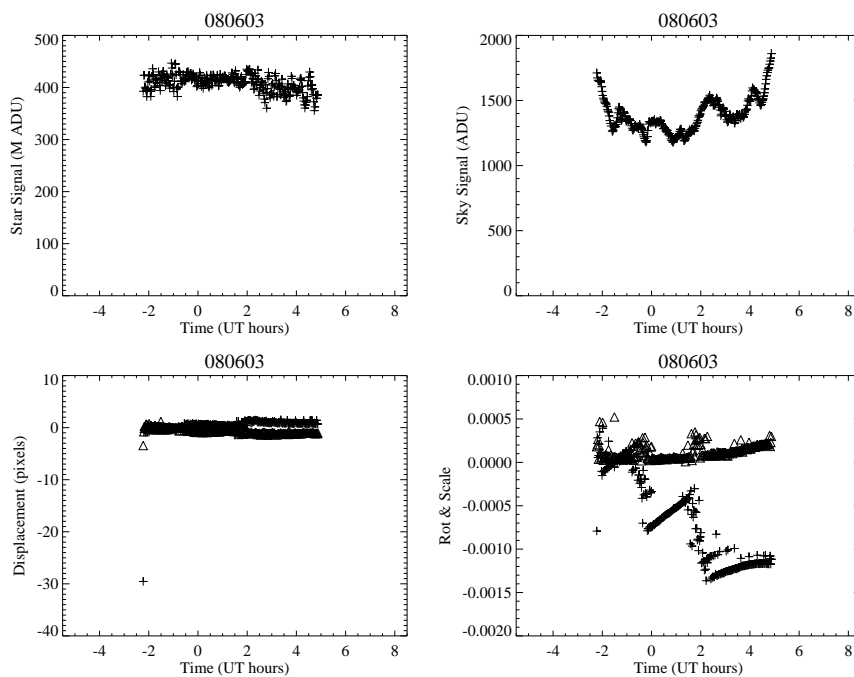 080603
500
400
300
200
100
0
Star Signal (M ADU)
-4 -2 0 2 4 6 8
Time (UT hours)
080603
2000
1500
1000
500
0
Sky Signal (ADU)
-4 -2 0 2 4 6 8
Time (UT hours)
080603
10
0
-10
-20
-30
-40
Displacement (pixels)
-4 -2 0 2 4 6 8
Time (UT hours)
080603
0.0010
0.0005
0.0000
-0.0005
-0.0010
-0.0015
-0.0020
Rot & Scale
-4 -2 0 2 4 6 8
Time (UT hours)